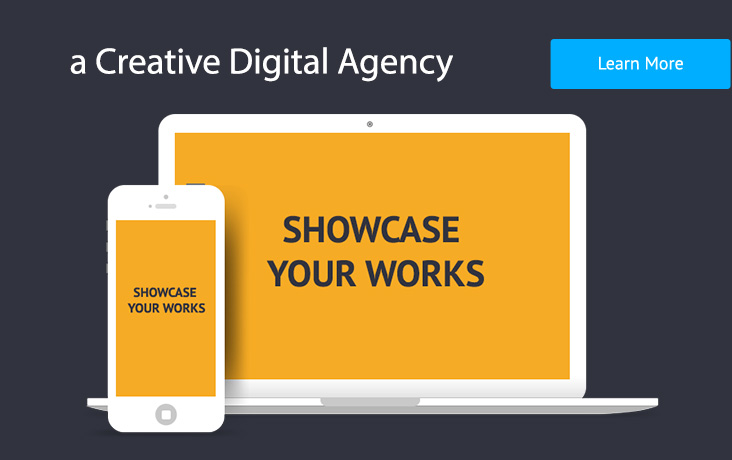 a Creative Digital Agency
Learn More
SHOWCASE
YOUR WORKS
SHOWCASE
YOUR WORKS